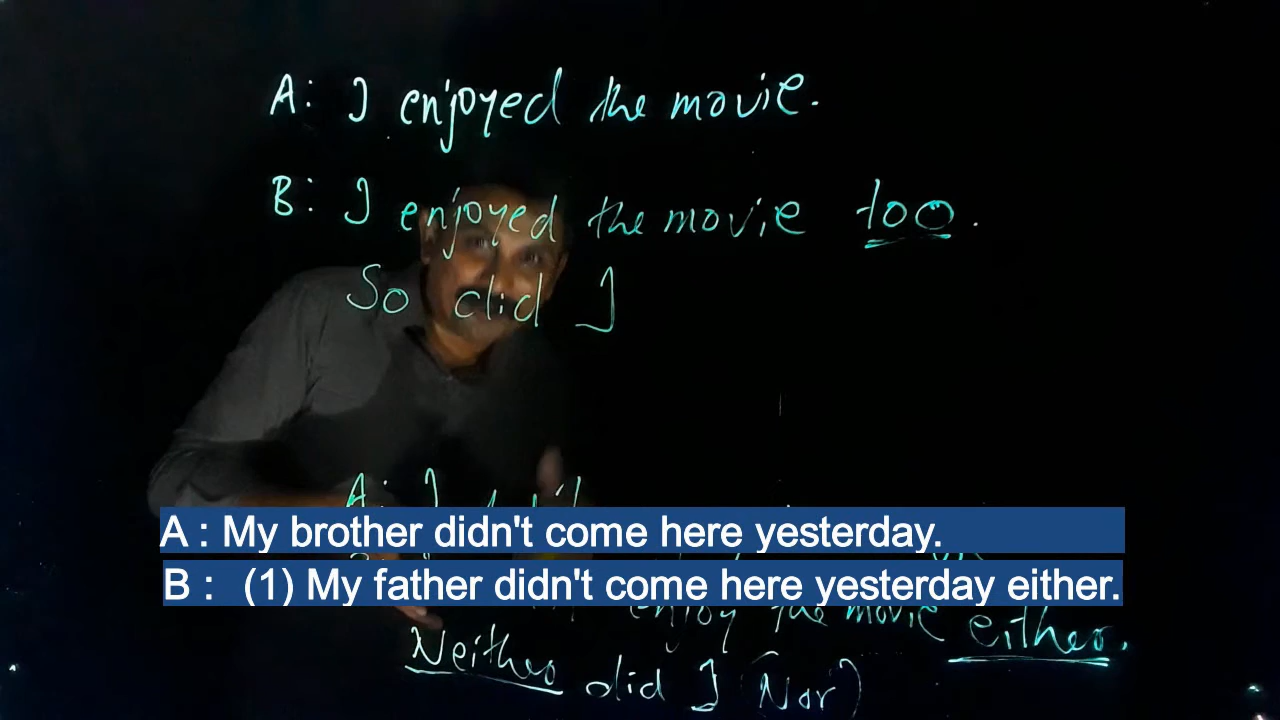 A: I enjoyed the movie.
B: I enjoyed the movie too.
So did I
A: I
A : My brother didn't come here yesterday.
B : (1) My father didn't come here yesterday either.
enjoy the movie either.
Neither did I (Nor)